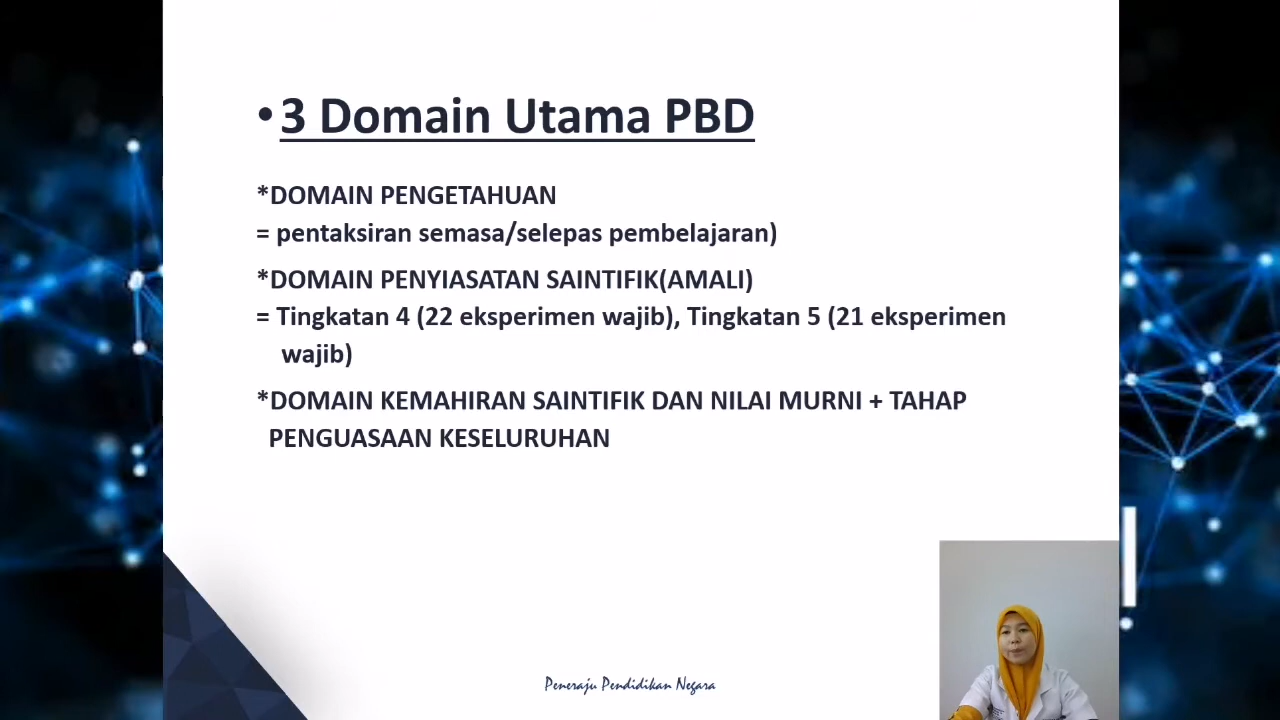 • 3 Domain Utama PBD
*DOMAIN PENGETAHUAN
= pentaksiran semasa/selepas pembelajaran)
*DOMAIN PENYIASATAN SAINTIFIK(AMALI)
= Tingkatan 4 (22 eksperimen wajib), Tingkatan 5 (21 eksperimen
wajib)
*DOMAIN KEMAHIRAN SAINTIFIK DAN NILAI MURNI + TAHAP
PENGUASAAN KESELURUHAN
Peneraju Pendidikan Negara